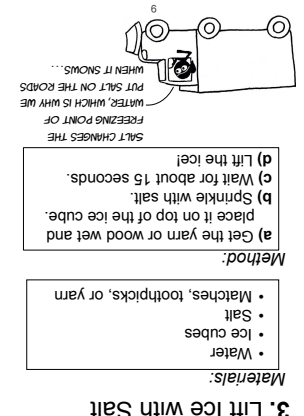 3. Lift Ice with Salt
Materials:
• Water
• Ice cubes
• Salt
• Matches, toothpicks, or yarn
Method:
a) Get the yarn or wood wet and
place it on top of the ice cube.
b) Sprinkle with salt.
c) Wait for about 15 seconds.
d) Lift the ice!
SALT CHANGES THE
FREEZING POINT OF
WATER, WHICH IS WHY WE
PUT SALT ON THE ROADS
WHEN IT SNOWS...
6